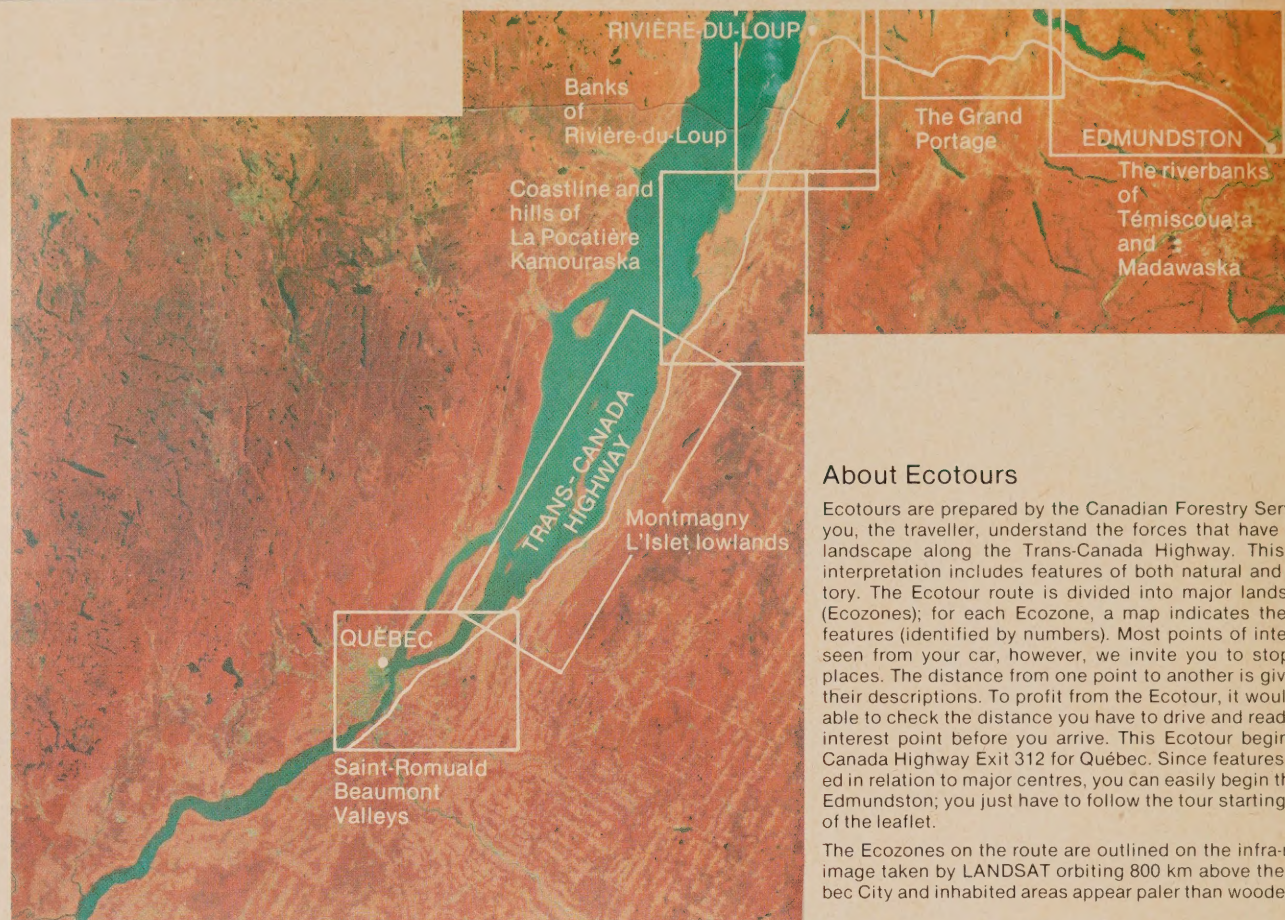 RIVIÈRE-DU-LOUP
Banks
of
Rivière-du-Loup
The Grand
Portage
EDMUNDSTON
The riverbanks
of
Témiscouata
and
Madawaska
Coastline and
hills of
La Pocatière
Kamouraska
TRANS-CANADA
HIGHWAY
Montmagny
L'Islet lowlands
QUÉBEC
Saint-Romuald
Beaumont
Valleys
About Ecotours
Ecotours are prepared by the Canadian Forestry Ser
you, the traveller, understand the forces that have
landscape along the Trans-Canada Highway. This
interpretation includes features of both natural and
tory. The Ecotour route is divided into major lands
(Ecozones); for each Ecozone, a map indicates the
features (identified by numbers). Most points of inte
seen from your car, however, we invite you to stop
places. The distance from one point to another is giv
their descriptions. To profit from the Ecotour, it woul
able to check the distance you have to drive and read
interest point before you arrive. This Ecotour begin
Canada Highway Exit 312 for Québec. Since features
ed in relation to major centres, you can easily begin th
Edmundston; you just have to follow the tour starting
of the leaflet.
The Ecozones on the route are outlined on the infra-r
image taken by LANDSAT orbiting 800 km above the
bec City and inhabited areas appear paler than woode